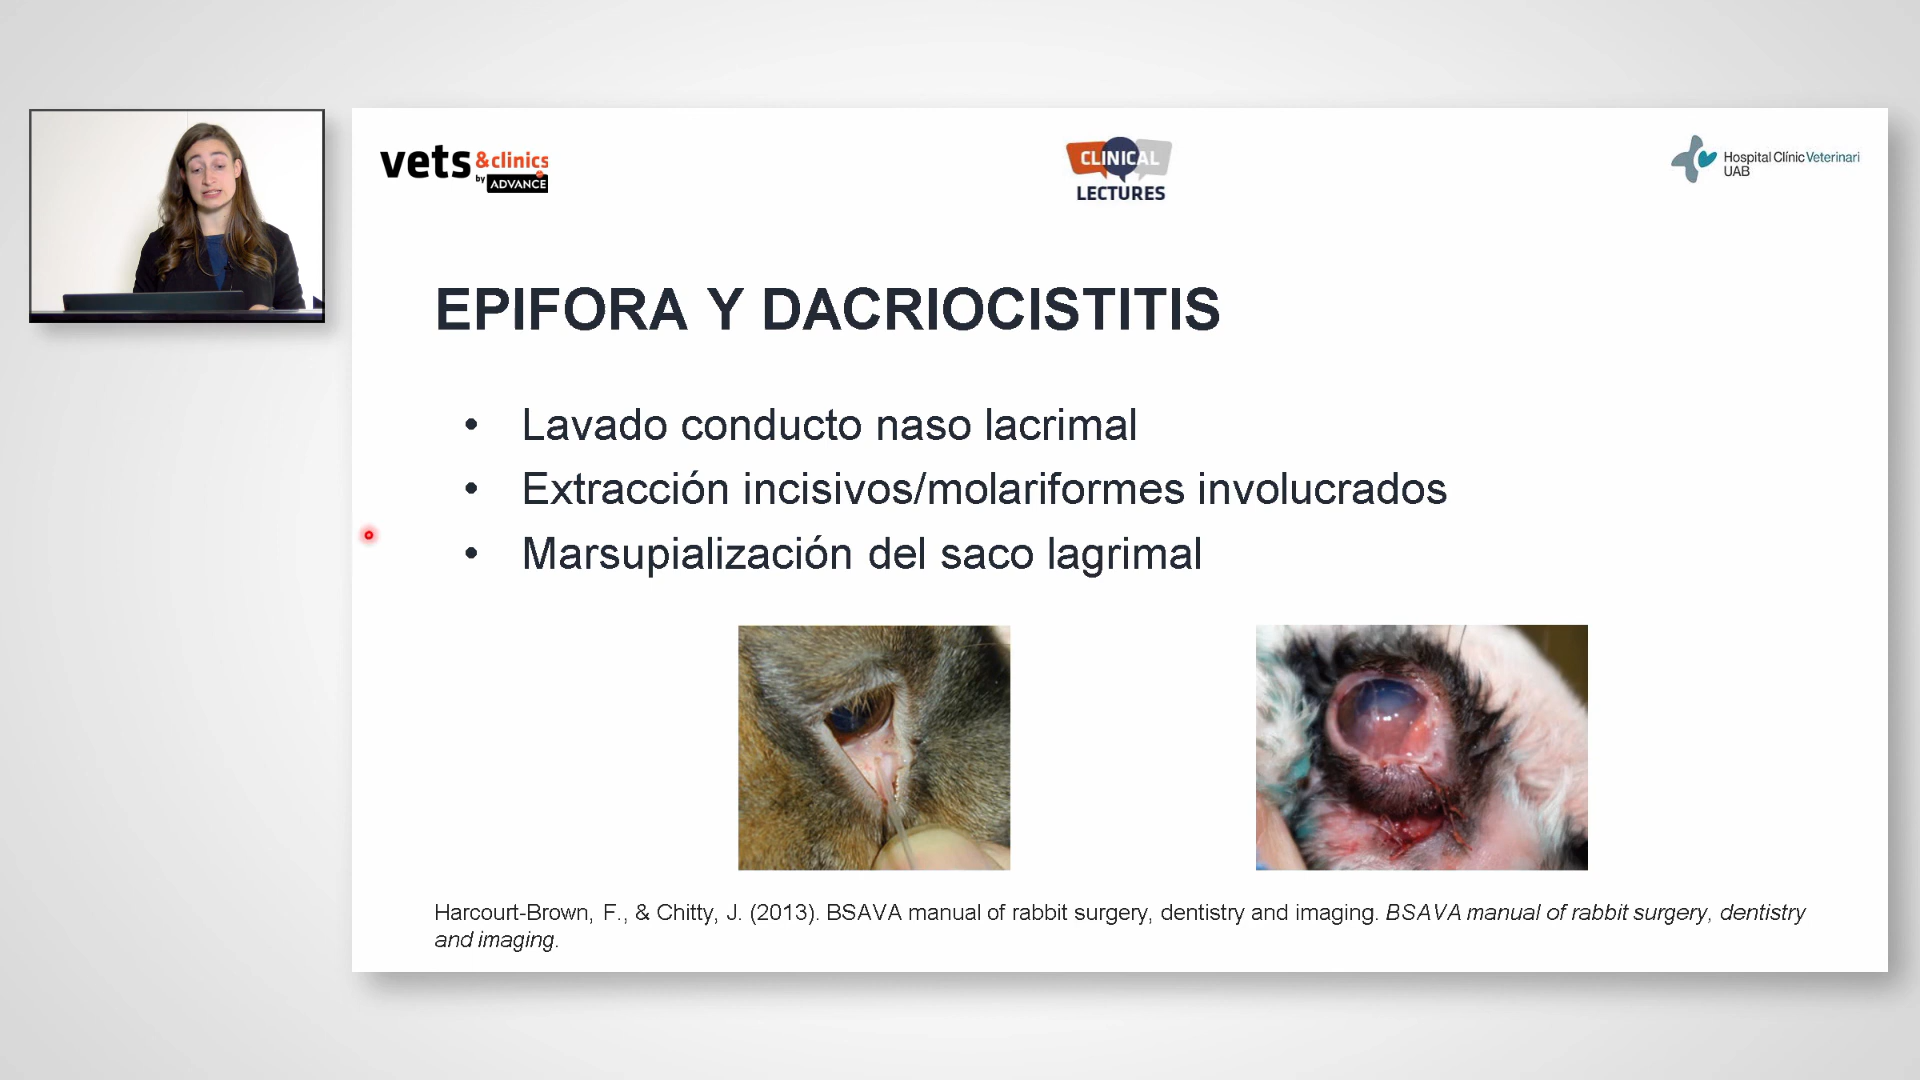 vets &clinics
by ADVANCE
CLINICAL
LECTURES
Hospital Clínic Veterinari
UAB
EPIFORA Y DACRIOCISTITIS
• Lavado conducto naso lacrimal
• Extracción incisivos/molariformes involucrados
• Marsupialización del saco lagrimal
Harcourt-Brown, F., & Chitty, J. (2013). BSAVA manual of rabbit surgery, dentistry and imaging. BSAVA manual of rabbit surgery, dentistry
and imaging.